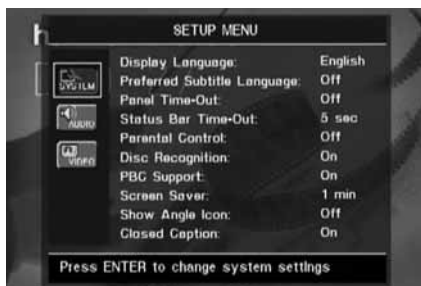 SETUP MENU
h
SYSTEM
AUDIO
VIDEO
Display Language: English
Preferred Subtitle Language: Off
Panel Time-Out: Off
Status Bar Time-Out: 5 sec
Parental Control: Off
Disc Recognition: On
PBC Support: On
Screen Saver: 1 min
Show Angle Icon: Off
Closed Caption: On
Press ENTER to change system settings